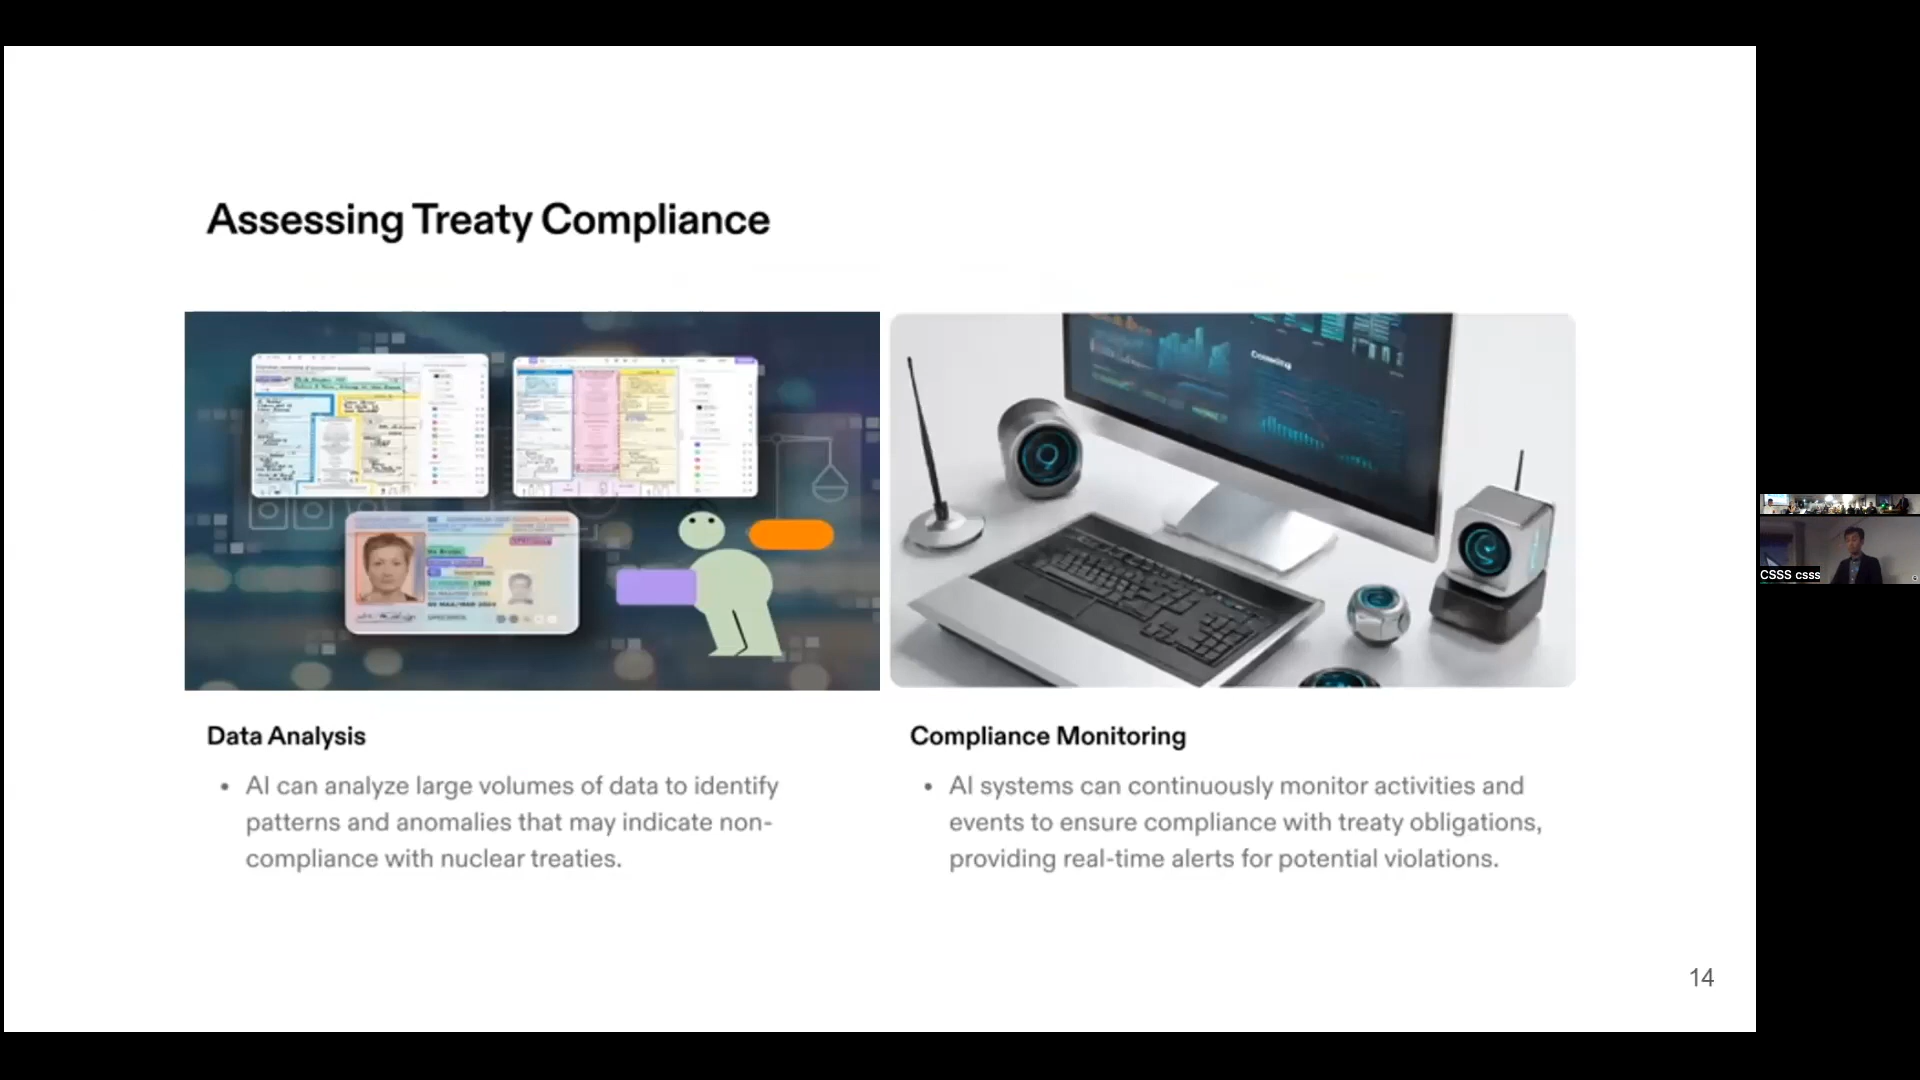 Assessing Treaty Compliance
Data Analysis
• AI can analyze large volumes of data to identify
patterns and anomalies that may indicate non-
compliance with nuclear treaties.
Compliance Monitoring
• AI systems can continuously monitor activities and
events to ensure compliance with treaty obligations,
providing real-time alerts for potential violations.
14
CSSS csss